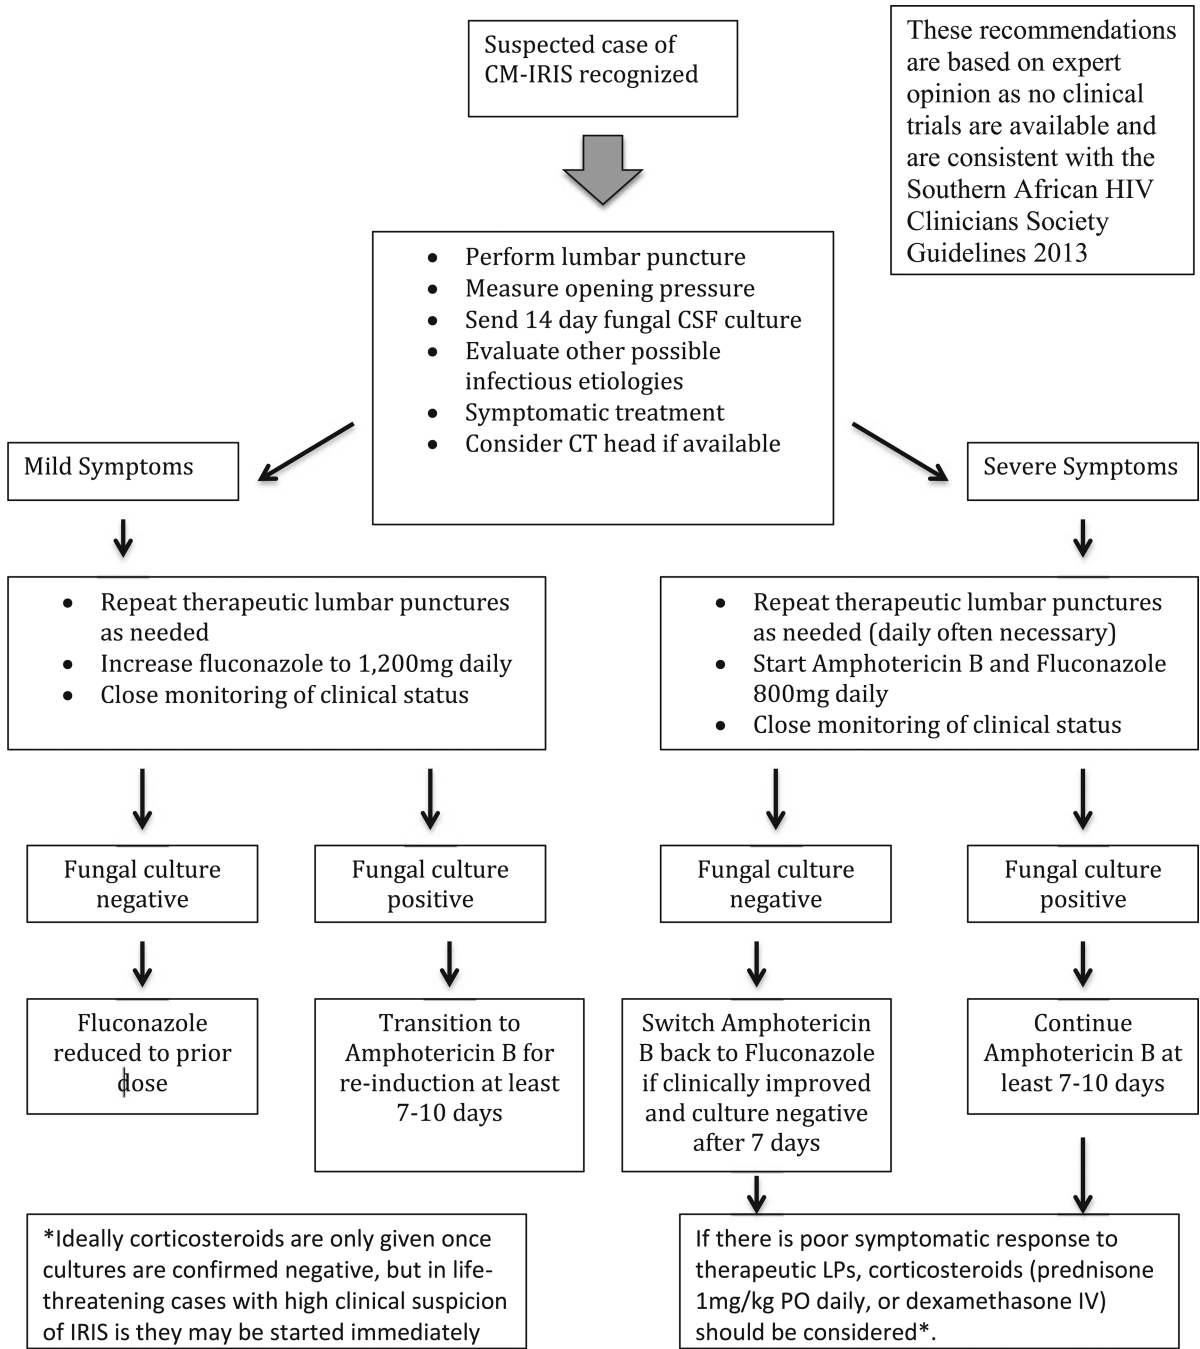 Suspected case of
CM-IRIS recognized
These recommendations
are based on expert
opinion as no clinical
trials are available and
are consistent with the
Southern African HIV
Clinicians Society
Guidelines 2013
• Perform lumbar puncture
• Measure opening pressure
• Send 14 day fungal CSF culture
• Evaluate other possible
infectious etiologies
• Symptomatic treatment
• Consider CT head if available
Mild Symptoms
Severe Symptoms
• Repeat therapeutic lumbar punctures
as needed
• Increase fluconazole to 1,200mg daily
• Close monitoring of clinical status
• Repeat therapeutic lumbar punctures
as needed (daily often necessary)
• Start Amphotericin B and Fluconazole
800mg daily
• Close monitoring of clinical status
Fungal culture
negative
Fungal culture
positive
Fungal culture
negative
Fungal culture
positive
Fluconazole
reduced to prior
dose
Transition to
Amphotericin B for
re-induction at least
7-10 days
Switch Amphotericin
B back to Fluconazole
if clinically improved
and culture negative
after 7 days
Continue
Amphotericin B at
least 7-10 days
*Ideally corticosteroids are only given once
cultures are confirmed negative, but in life-
threatening cases with high clinical suspicion
of IRIS is they may be started immediately
If there is poor symptomatic response to
therapeutic LPs, corticosteroids (prednisone
1mg/kg PO daily, or dexamethasone IV)
should be considered*.